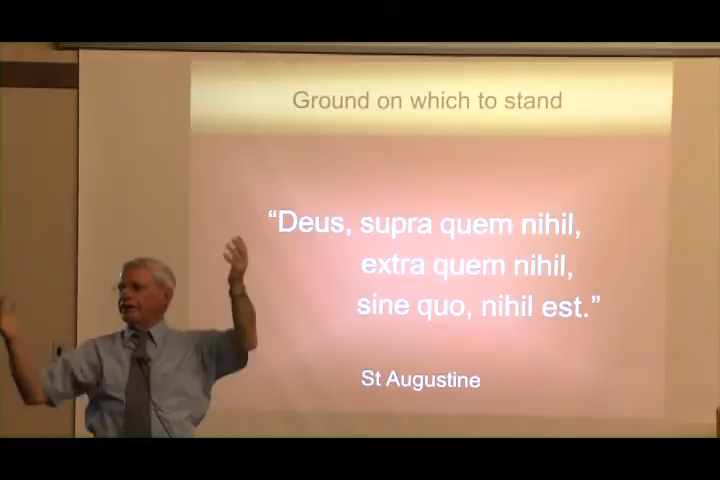 Ground on which to stand
“Deus, supra quem nihil,
extra quem nihil,
sine quo, nihil est.”
St Augustine